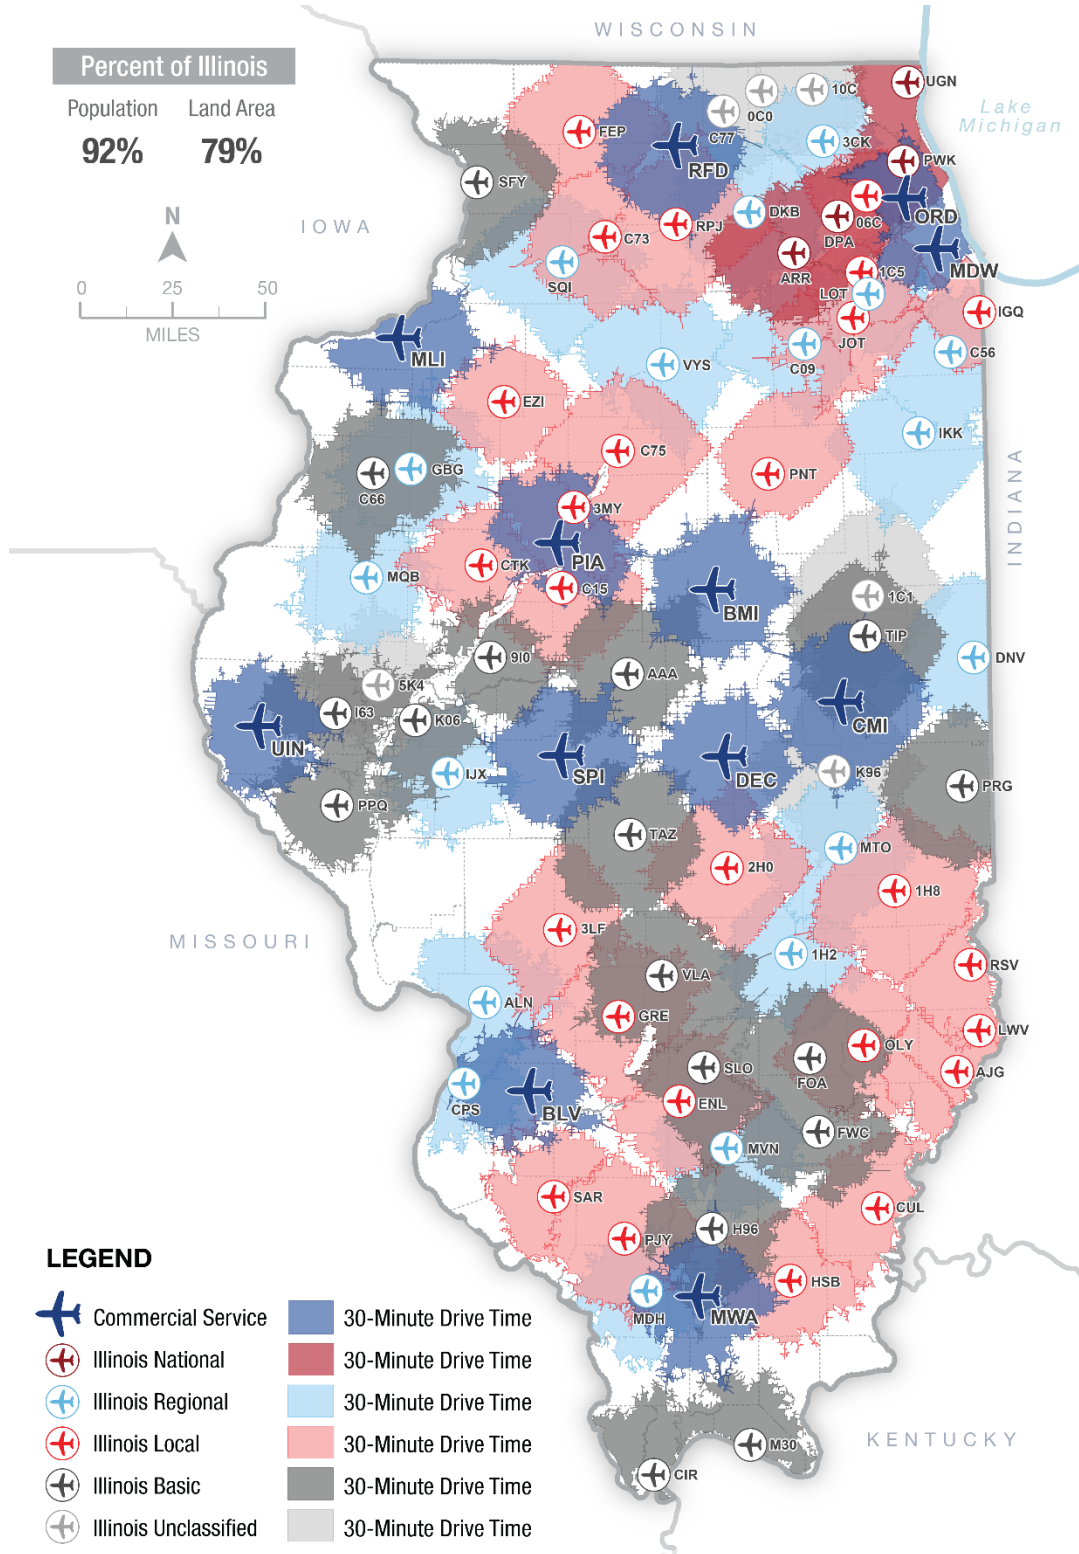 WISCONSIN
Percent of Illinois
Population Land Area
92% 79%
UGN
10C
0C0
C77
Lake
Michigan
FEP
3CK
PWK
RFD
SFY
N
IOWA
DKB
06C
ORD
C73
RPJ
DPA
MDW
ARR
1C5
SQI
LOT
0 25 50
MILES
IGQ
JOT
MLI
VYS
C09
C56
EZI
IKK
C75
GBG
C66
PNT
INDIANA
3MY
PIA
CTK
MQB
C15
BMI
1C1
TIP
9I0
AAA
DNV
5K4
I63
K06
CMI
UIN
IJX
SPI
DEC
K96
PRG
PPQ
TAZ
MTO
2H0
1H8
3LF
MISSOURI
1H2
RSV
VLA
ALN
GRE
LWV
OLY
SLO
FOA
AJG
CPS
BLV
ENL
FWC
MVN
SAR
CUL
H96
PJY
LEGEND
HSB
MDH
MWA
Commercial Service 30-Minute Drive Time
Illinois National 30-Minute Drive Time
Illinois Regional 30-Minute Drive Time
Illinois Local 30-Minute Drive Time
M30
KENTUCKY
CIR
Illinois Basic 30-Minute Drive Time
Illinois Unclassified 30-Minute Drive Time